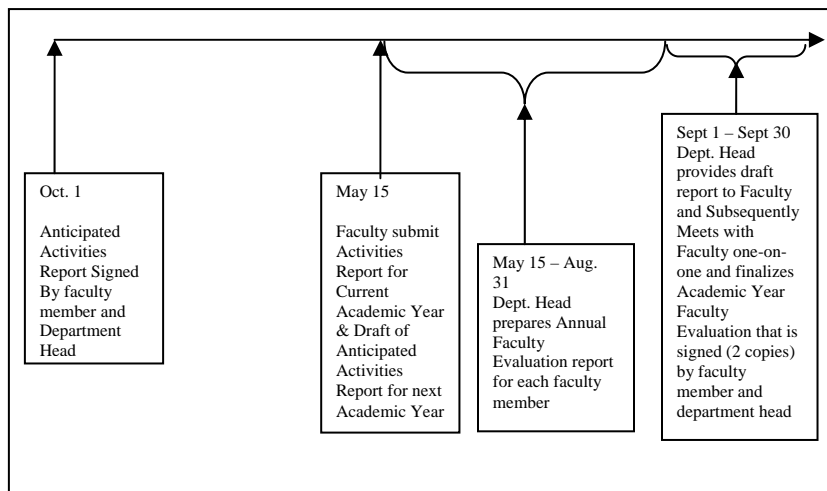 Oct. 1
Anticipated
Activities
Report Signed
By faculty
member and
Department
Head
May 15
Faculty submit
Activities
Report for
Current
Academic Year
& Draft of
Anticipated
Activities
Report for next
Academic Year
May 15 – Aug.
31
Dept. Head
prepares Annual
Faculty
Evaluation report
for each faculty
member
Sept 1 – Sept 30
Dept. Head
provides draft
report to Faculty
and Subsequently
Meets with
Faculty one-on-
one and finalizes
Academic Year
Faculty
Evaluation that is
signed (2 copies)
by faculty
member and
department head